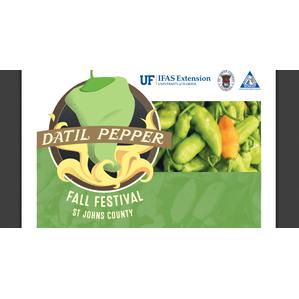 UF IFAS Extension
UNIVERSITY of FLORIDA
DATIL PEPPER
FALL FESTIVAL
ST JOHNS COUNTY